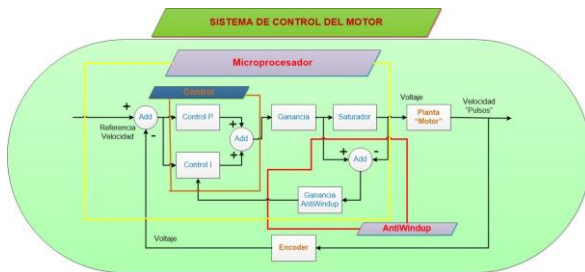 SISTEMA DE CONTROL DEL MOTOR
Microprocesador
Control
Voltaje
Velocidad
"Pulsos"
+
Add
-
Referencia
Velocidad
Control P
+
Add
+
Ganancia
Saturador
Planta
"Motor"
Control I
+
Add
-
Ganancia
AntiWindup
AntiWindup
Voltaje
Encoder